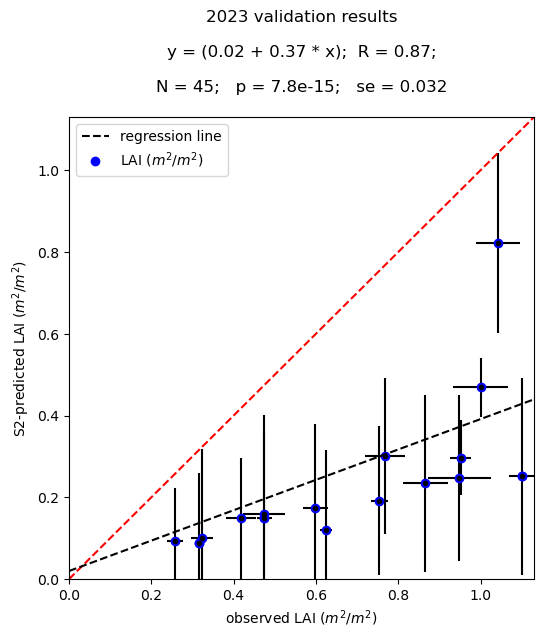 2023 validation results
y = (0.02 + 0.37 * x);  R = 0.87;
N = 45;   p = 7.8e-15;   se = 0.032
regression line
LAI (m²/m²)
1.0
0.8
0.6
0.4
0.2
0.0
S2-predicted LAI (m²/m²)
0.0 0.2 0.4 0.6 0.8 1.0
observed LAI (m²/m²)